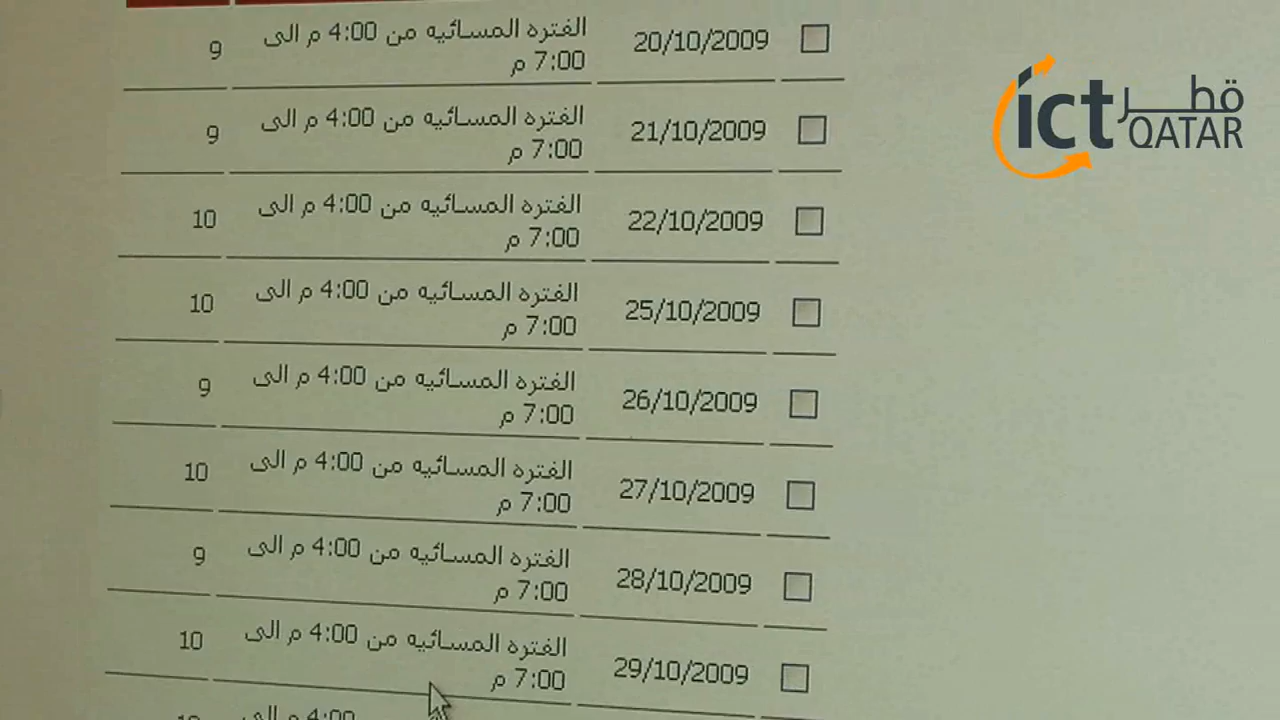 20/10/2009 الفتره المسائيه من 4:00 م الى 9
7:00 م
21/10/2009 الفتره المسائيه من 4:00 م الى 9
7:00 م
22/10/2009 الفتره المسائيه من 4:00 م الى 10
7:00 م
25/10/2009 الفتره المسائيه من 4:00 م الى 10
7:00 م
26/10/2009 الفتره المسائيه من 4:00 م الى 9
7:00 م
27/10/2009 الفتره المسائيه من 4:00 م الى 10
7:00 م
28/10/2009 الفتره المسائيه من 4:00 م الى 9
7:00 م
29/10/2009 الفتره المسائيه من 4:00 م الى 10
7:00 م
4:00 م الى
ict QATAR